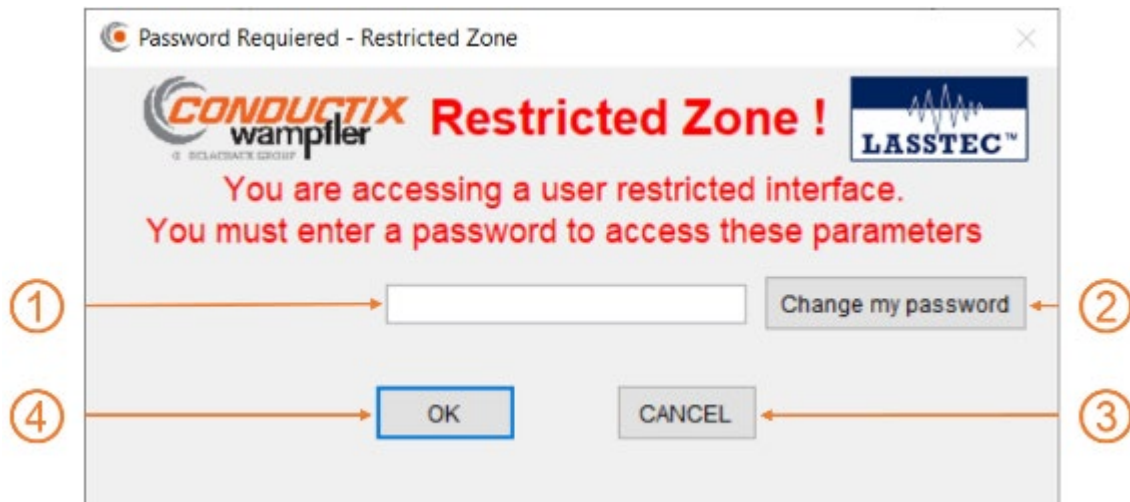 Password Requiered - Restricted Zone
CONDUCTIX
wampfler
Restricted Zone !
LASSTEC™
You are accessing a user restricted interface.
You must enter a password to access these parameters
1
Change my password
2
4
OK
CANCEL
3